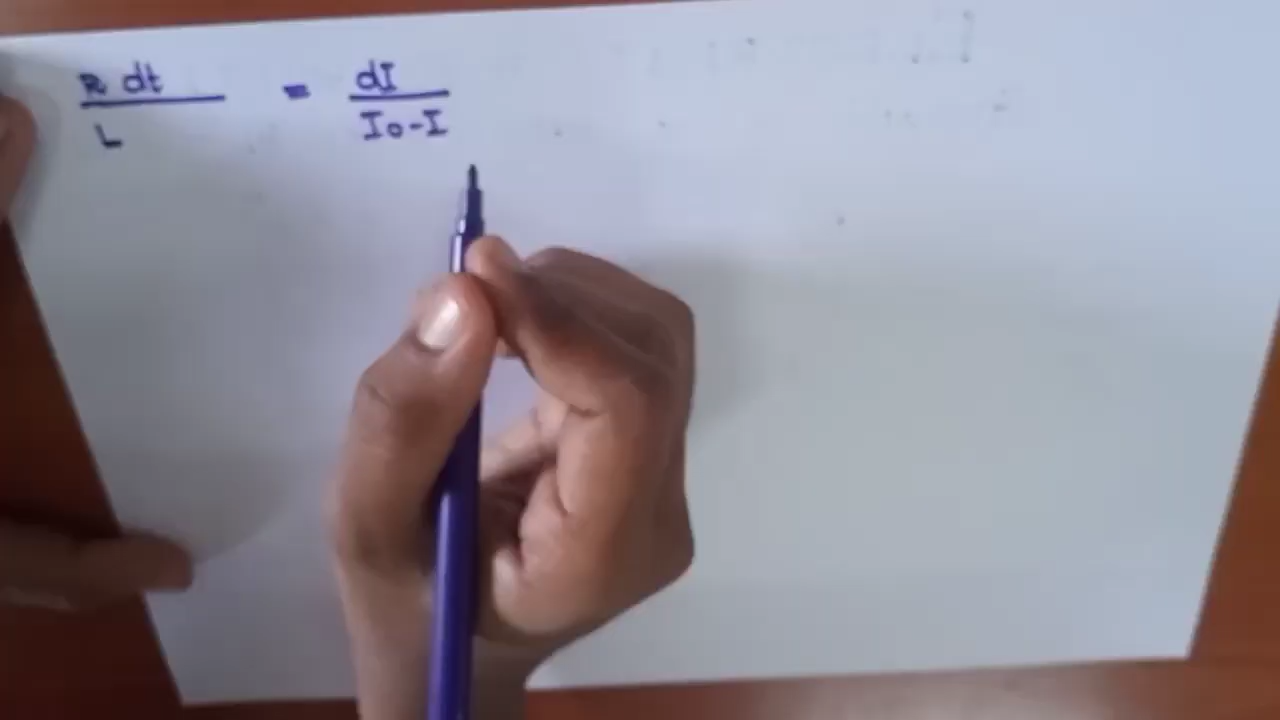 R dt / L = dI / I0-I